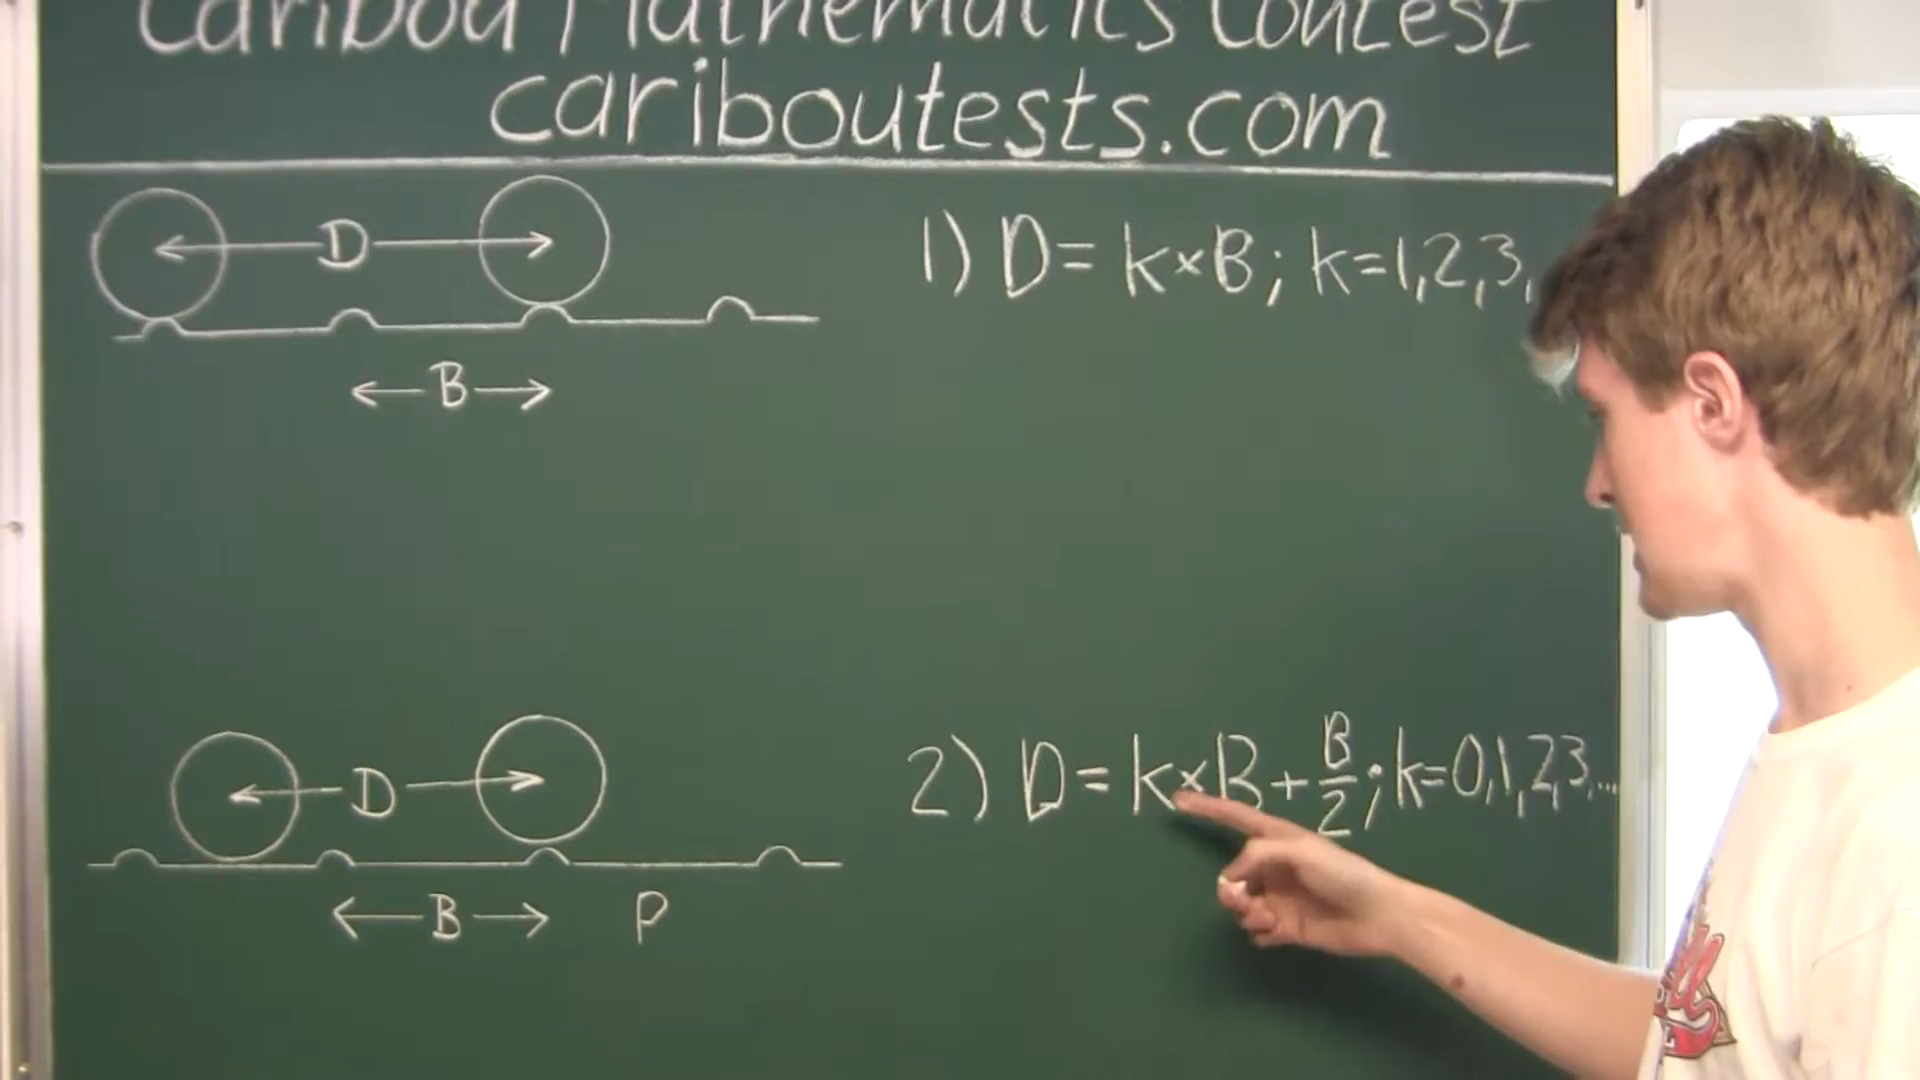 Caribou Mathematics Contest
cariboutests.com
D
1) D = k×B; k=1,2,3,
B
D
2) D = k×B + B/2; k=0,1,2,3,...
B P